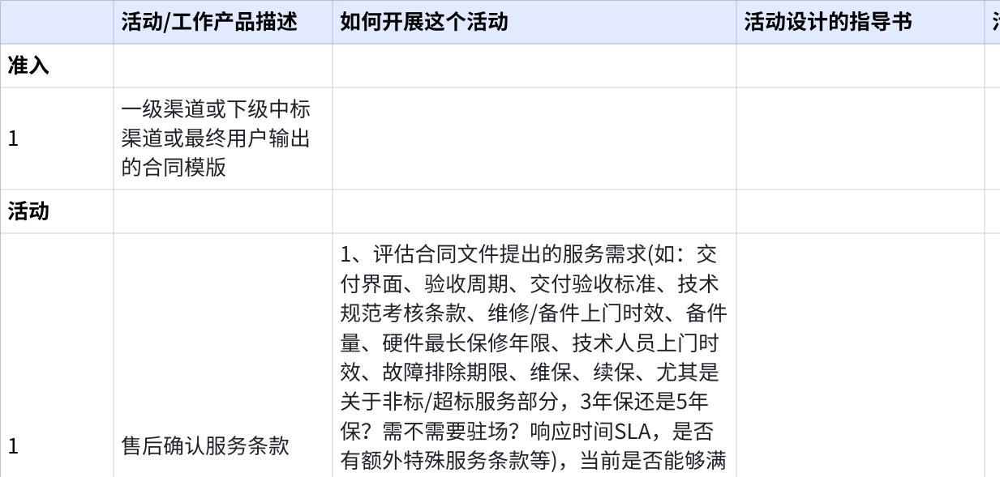 活动/工作产品描述
如何开展这个活动
活动设计的指导书
准入
1
一级渠道或下级中标
渠道或最终用户输出
的合同模版
活动
1
售后确认服务条款
1、评估合同文件提出的服务需求(如：交
付界面、验收周期、交付验收标准、技术
规范考核条款、维修/备件上门时效、备件
量、硬件最长保修年限、技术人员上门时
效、故障排除期限、维保、续保、尤其是
关于非标/超标服务部分，3年保还是5年
保？需不需要驻场？响应时间SLA，是否
有额外特殊服务条款等)，当前是否能够满